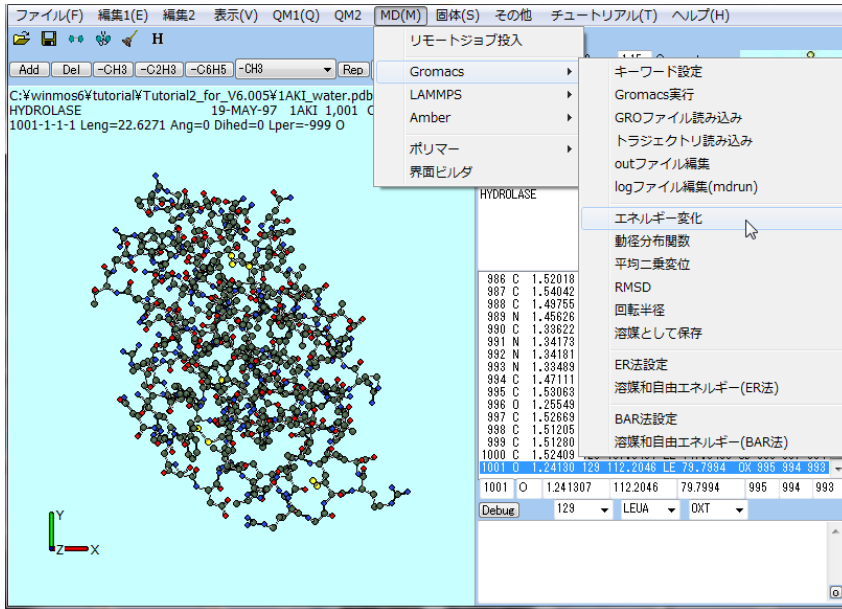 ファイル(F) 編集1(E) 編集2 表示(V) QM1(Q) QM2 MD(M) 固体(S) その他 チュートリアル(T) ヘルプ(H)
H
Add Del -CH3 -C2H3 -C6H5 -CH3 Rep
C:¥winmos6¥tutorial¥Tutorial2_for_V6.005¥1AKI_water.pdb
HYDROLASE 19-MAY-97 1AKI 1,001
1001-1-1-1 Leng=22.6271 Ang=0 Dihed=0 Lper=-999 O
リモートジョブ投入
Gromacs
LAMMPS
Amber
ポリマー
界面ビルダ
キーワード設定
Gromacs実行
GROファイル読み込み
トラジェクトリ読み込み
outファイル編集
logファイル編集(mdrun)
エネルギー変化
動径分布関数
平均二乗変位
RMSD
回転半径
溶媒として保存
ER法設定
溶媒和自由エネルギー(ER法)
BAR法設定
溶媒和自由エネルギー(BAR法)
HYDROLASE
986 C 1.52018
987 C 1.54042
988 C 1.49755
989 N 1.45626
990 C 1.33622
991 N 1.34173
992 N 1.34181
993 N 1.33489
994 C 1.47111
995 C 1.53063
996 O 1.25549
997 C 1.52669
998 C 1.51205
999 C 1.51280
1000 C 1.52409
1001 O 1.24130 129 112.2046 LE 79.7994 OX 995 994 993
1001 O 1.241307 112.2046 79.7994 995 994 993
Debug 129 LEUA OXT
Y
Z X